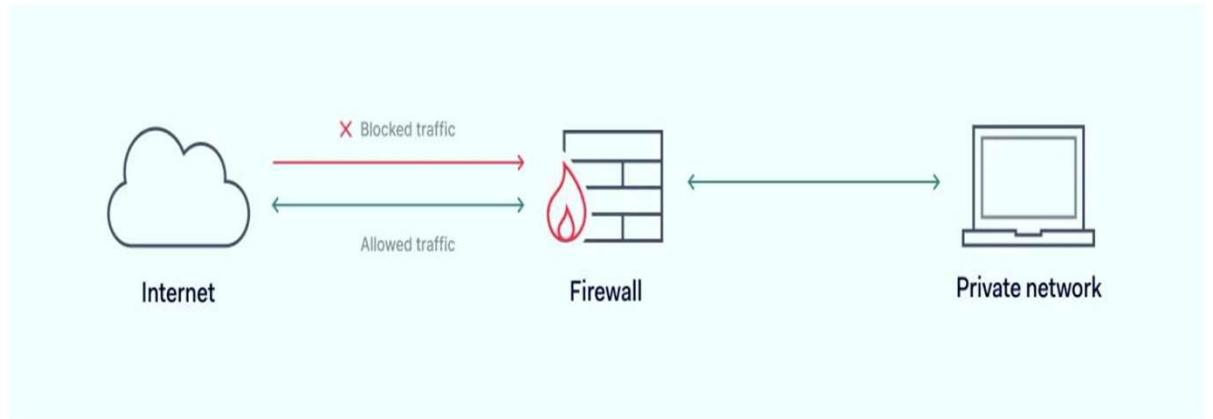 Blocked traffic
Allowed traffic
Internet
Firewall
Private network